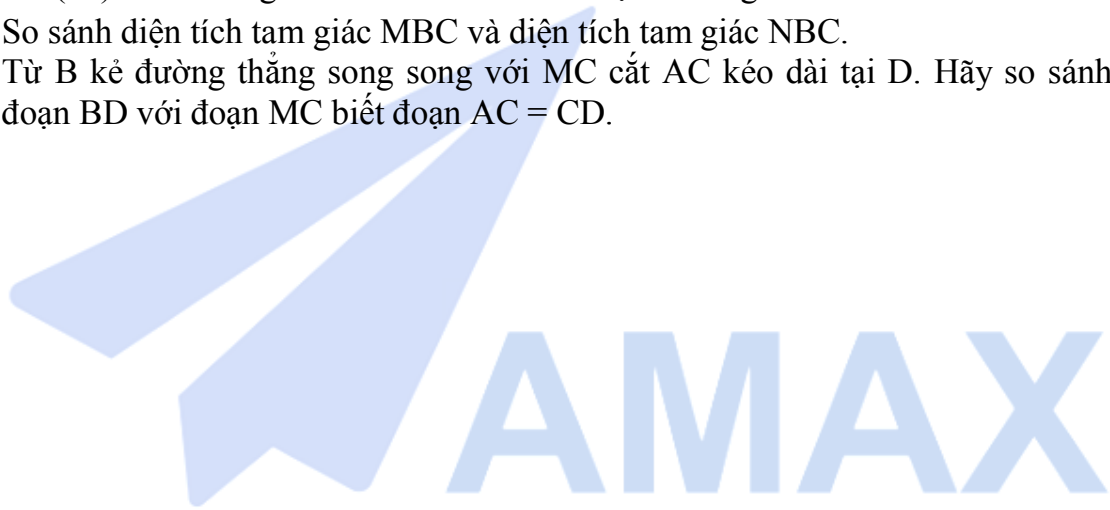 So sánh diện tích tam giác MBC và diện tích tam giác NBC.
Từ B kẻ đường thẳng song song với MC cắt AC kéo dài tại D. Hãy so sánh
đoạn BD với đoạn MC biết đoạn AC = CD.
AMAX